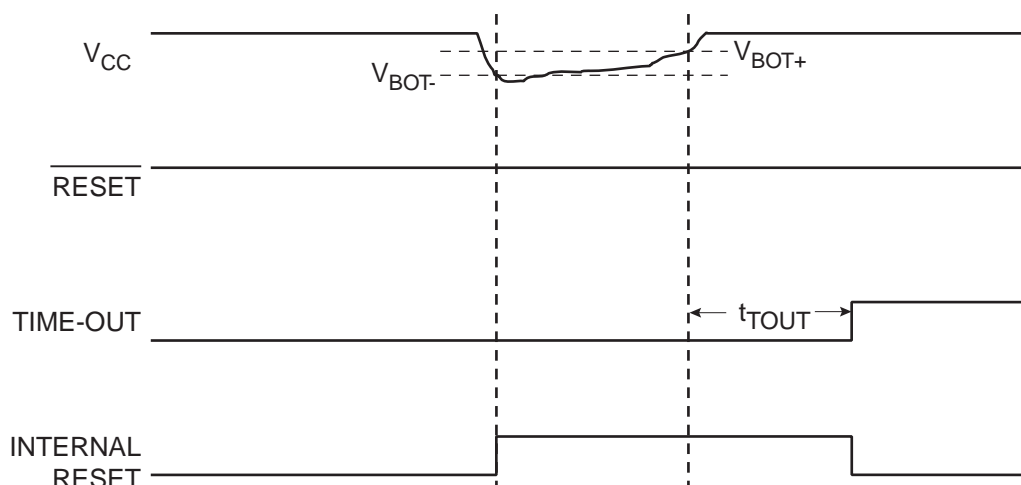 VCC
VBOT-
VBOT+
RESET
TIME-OUT
tTOUT
INTERNAL
RESET